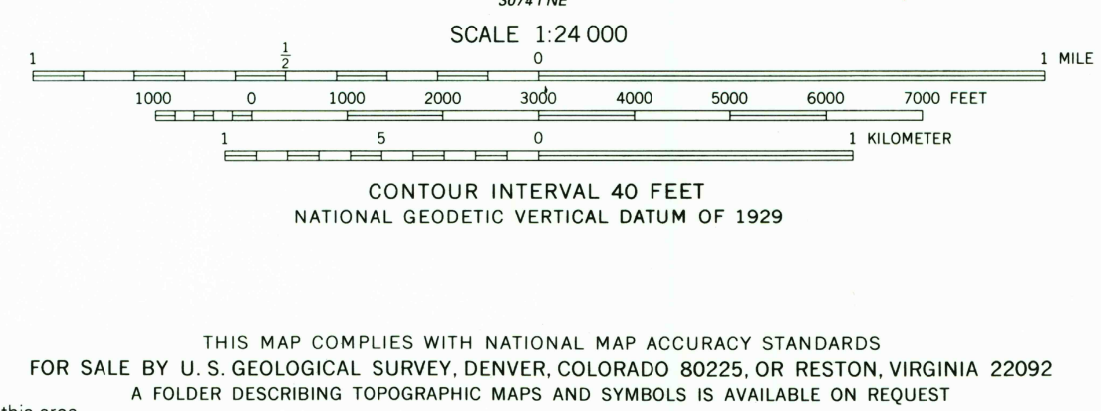 SCALE 1:24 000
1 1/2 0 1 MILE
1000 0 1000 2000 3000 4000 5000 6000 7000 FEET
1 5 0 1 KILOMETER
CONTOUR INTERVAL 40 FEET
NATIONAL GEODETIC VERTICAL DATUM OF 1929
THIS MAP COMPLIES WITH NATIONAL MAP ACCURACY STANDARDS
FOR SALE BY U. S. GEOLOGICAL SURVEY, DENVER, COLORADO 80225, OR RESTON, VIRGINIA 22092
A FOLDER DESCRIBING TOPOGRAPHIC MAPS AND SYMBOLS IS AVAILABLE ON REQUEST
this area